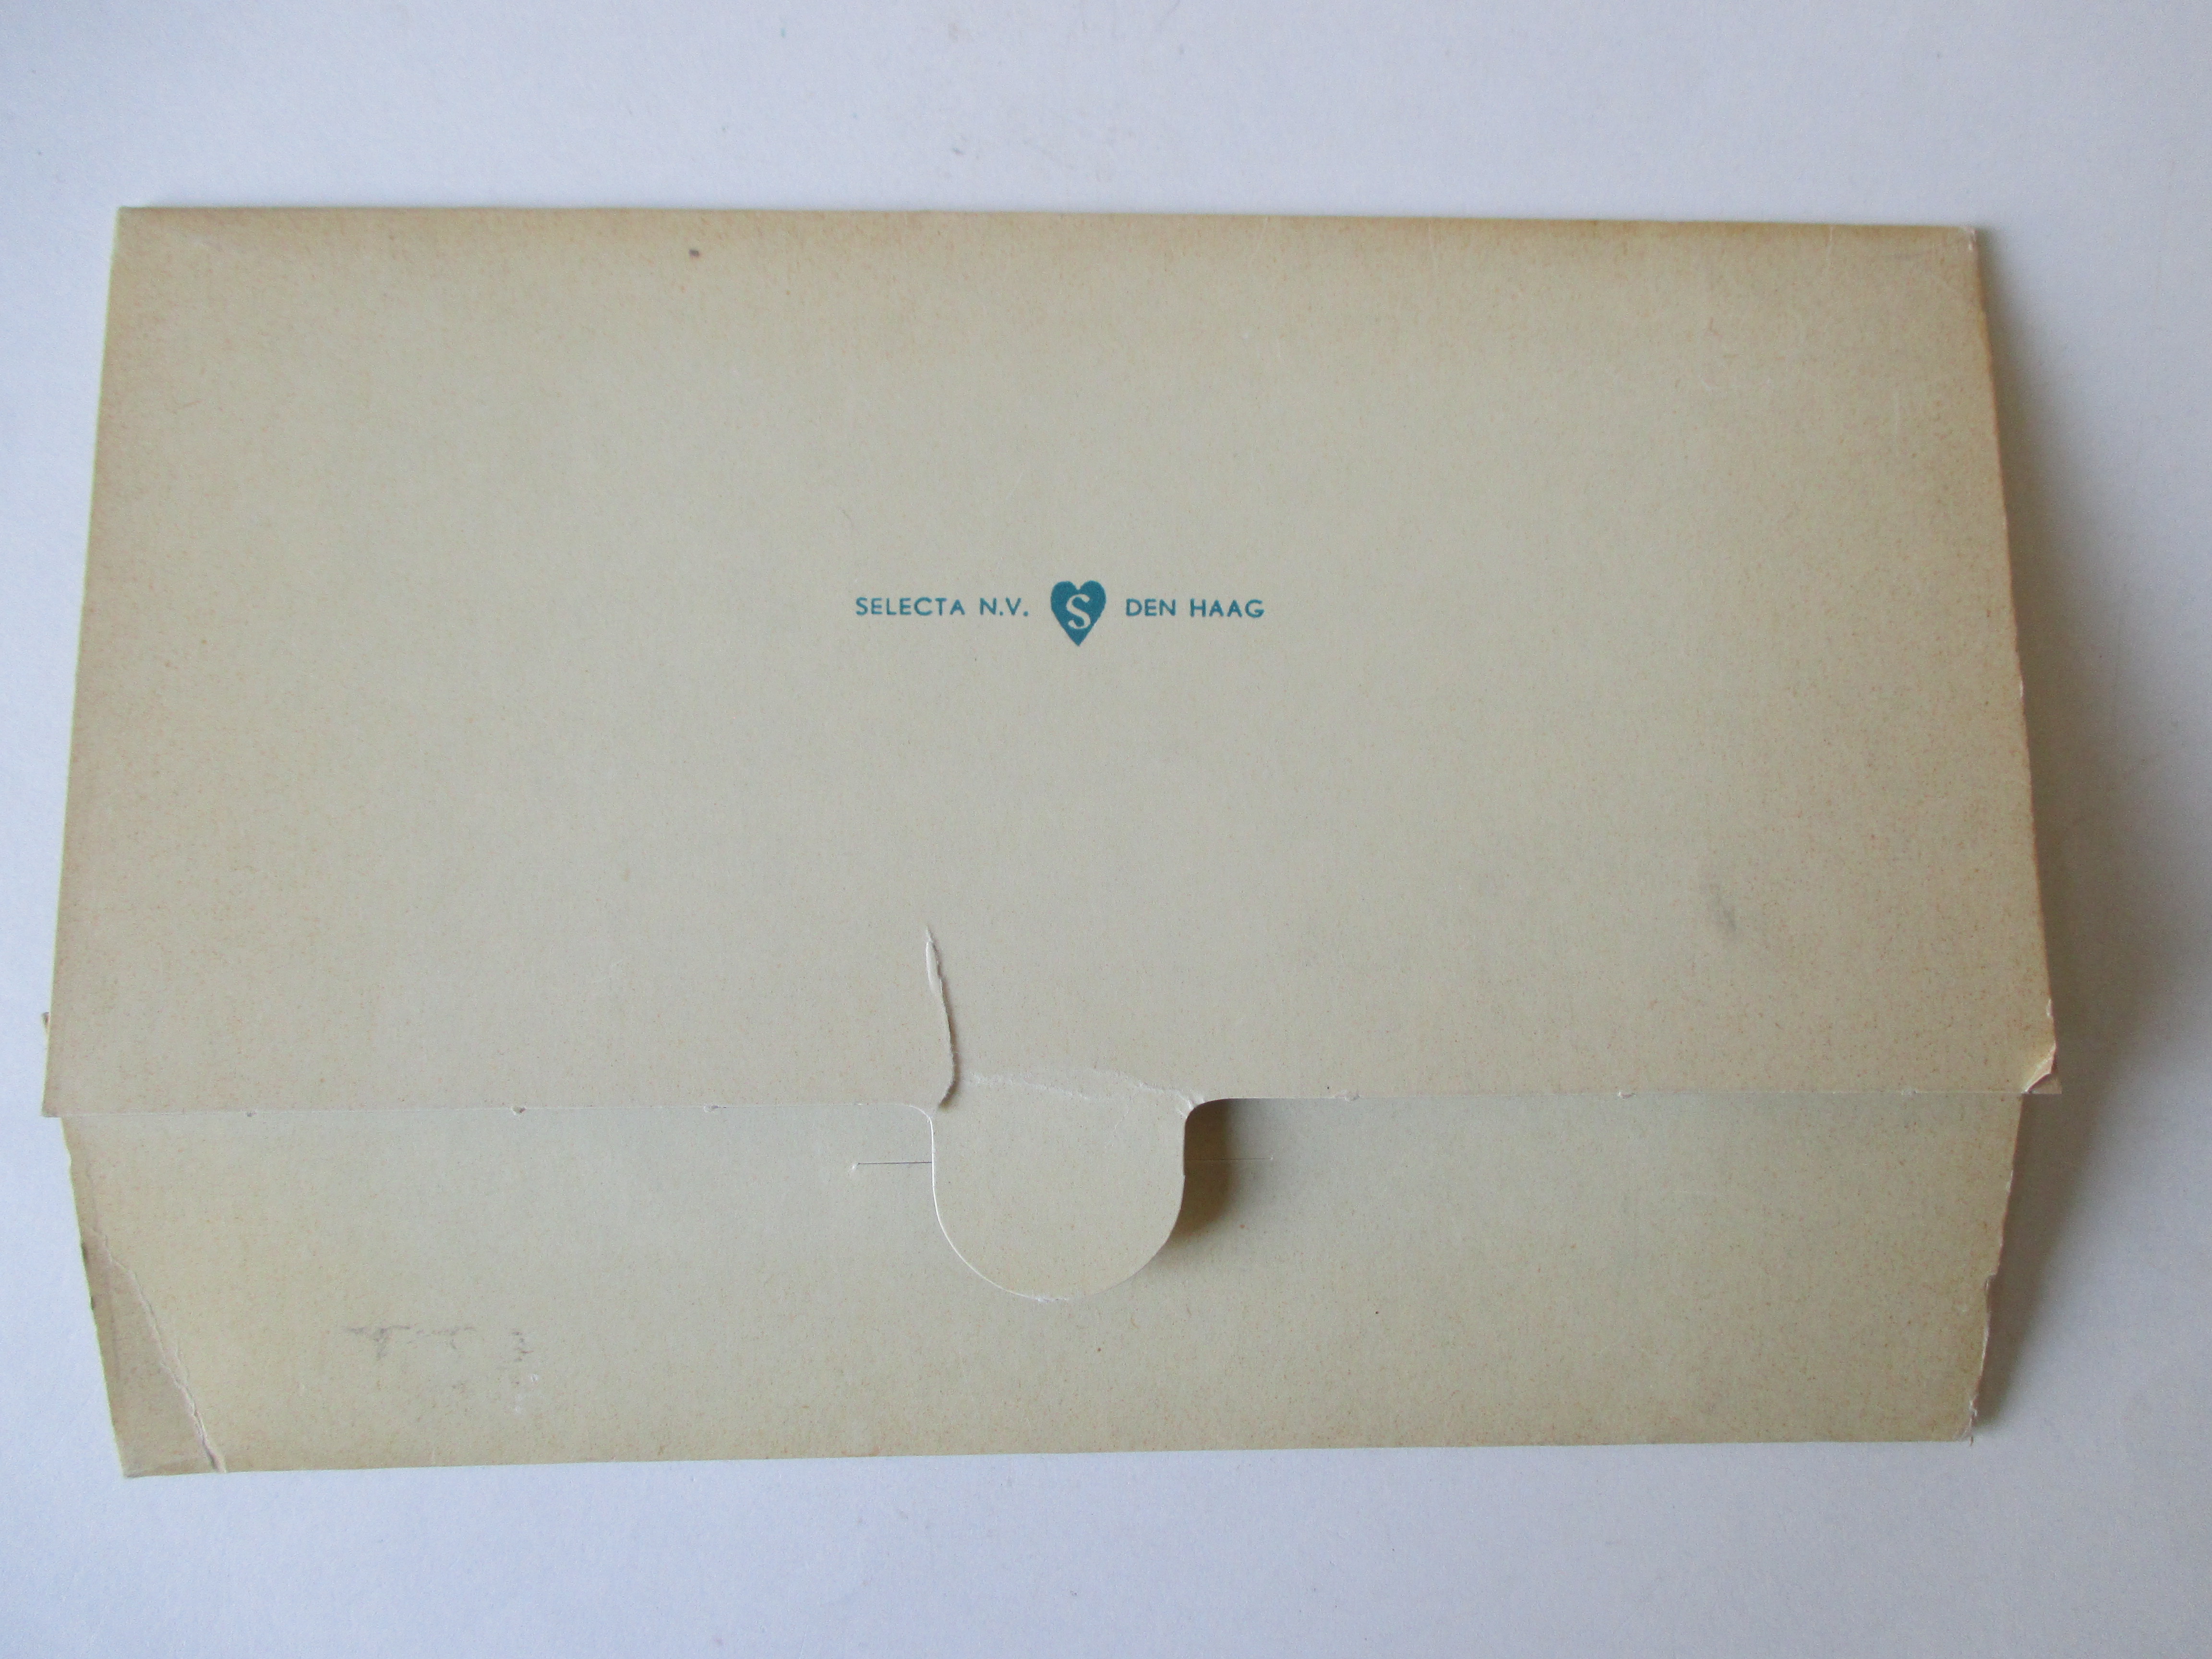 SELECTA N.V. S DEN HAAG